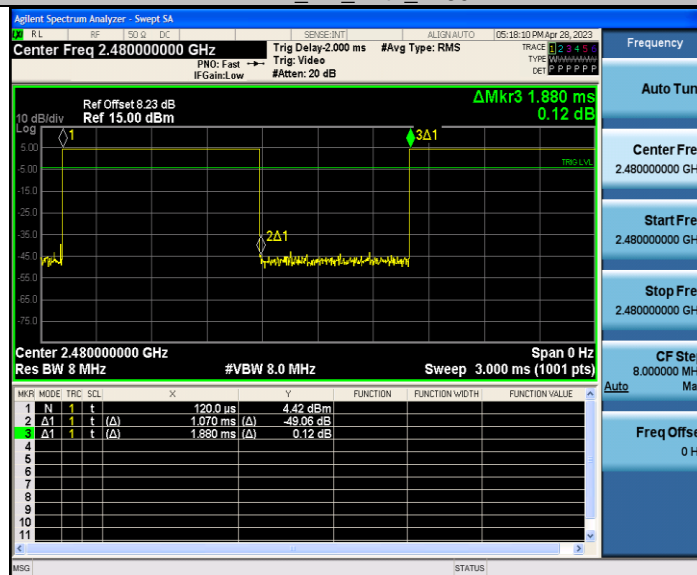 Agilent Spectrum Analyzer - Swept SA
RL RF 50 Ω DC SENSE:INT ALIGN AUTO 05:18:10 PM Apr 28, 2023
Center Freq 2.480000000 GHz
PNO: Fast
IFGain:Low
Trig Delay-2.000 ms
Trig: Video
#Atten: 20 dB
#Avg Type: RMS
TRACE 1 2 3 4 5 6
TYPE WWWWWW
DET P P P P P P
Frequency
Auto Tun
Center Fre
2.480000000 GH
Start Fre
2.480000000 GH
Stop Fre
2.480000000 GH
CF Ste
8.000000 MH
Auto Ma
Freq Offse
0 H
ΔMkr3 1.880 ms
0.12 dB
Ref Offset 8.23 dB
10 dB/div Ref 15.00 dBm
Log
1
3Δ1
5.00
TRIG LVL
-5.00
-15.0
-25.0
2Δ1
-35.0
-45.0
-55.0
-65.0
-75.0
Center 2.480000000 GHz Span 0 Hz
Res BW 8 MHz #VBW 8.0 MHz Sweep 3.000 ms (1001 pts)
MKR MODE TRC SCL X Y FUNCTION FUNCTION WIDTH FUNCTION VALUE
1 N 1 t 120.0 µs 4.42 dBm
2 Δ1 1 t (Δ) 1.070 ms (Δ) -49.06 dB
3 Δ1 1 t (Δ) 1.880 ms (Δ) 0.12 dB
4
5
6
7
8
9
10
11
MSG STATUS